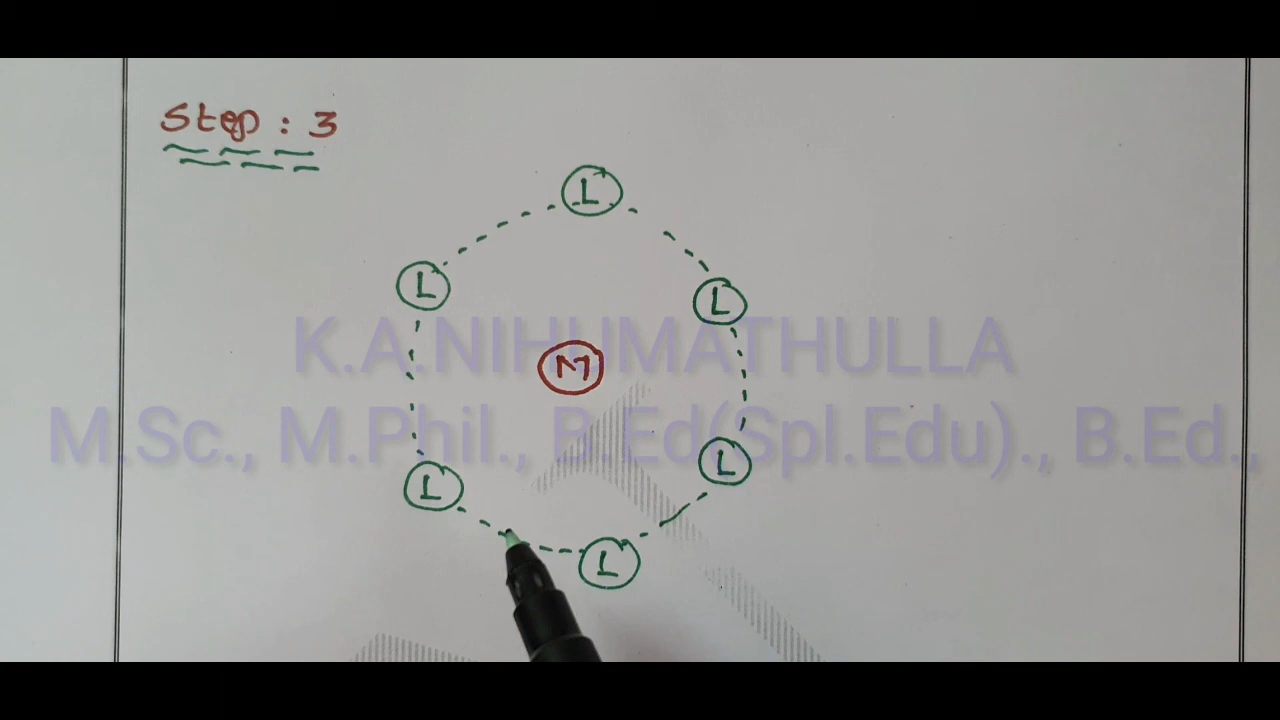 Step : 3
L
L
L
M
L
L
L
K.A.NIHUMATHULLA
M.Sc., M.Phil., B.Ed(Spl.Edu)., B.Ed.,